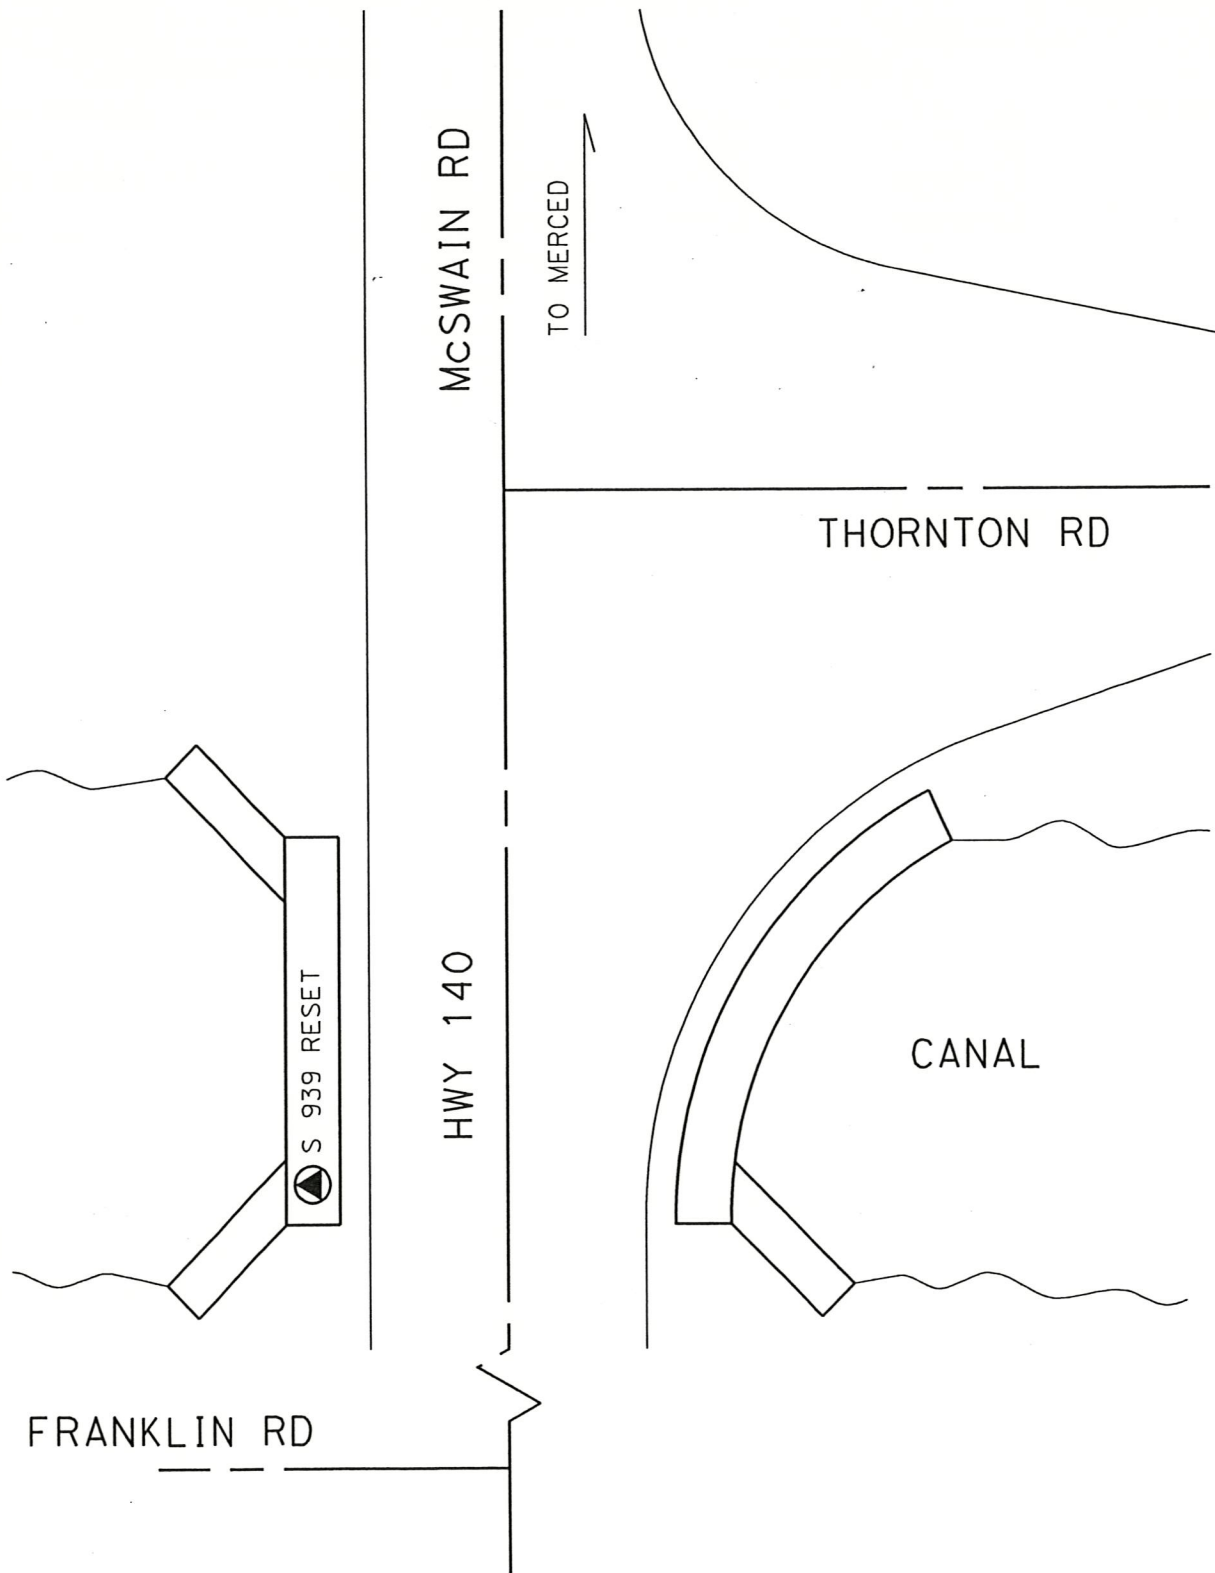 McSWAIN RD
TO MERCED
THORNTON RD
S 939 RESET
HWY 140
CANAL
FRANKLIN RD